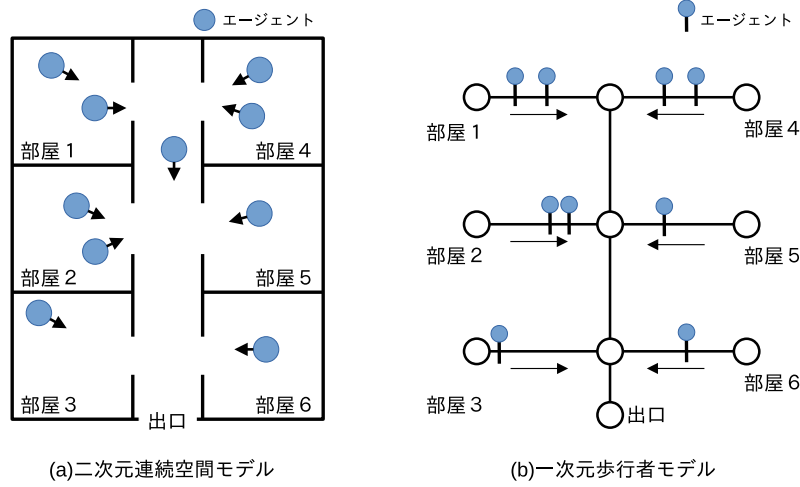 エージェント
部屋 1
部屋 4
部屋 2
部屋 5
部屋 3
部屋 6
出口
(a)二次元連続空間モデル
エージェント
部屋 1
部屋 4
部屋 2
部屋 5
部屋 3
部屋 6
出口
(b)一次元歩行者モデル